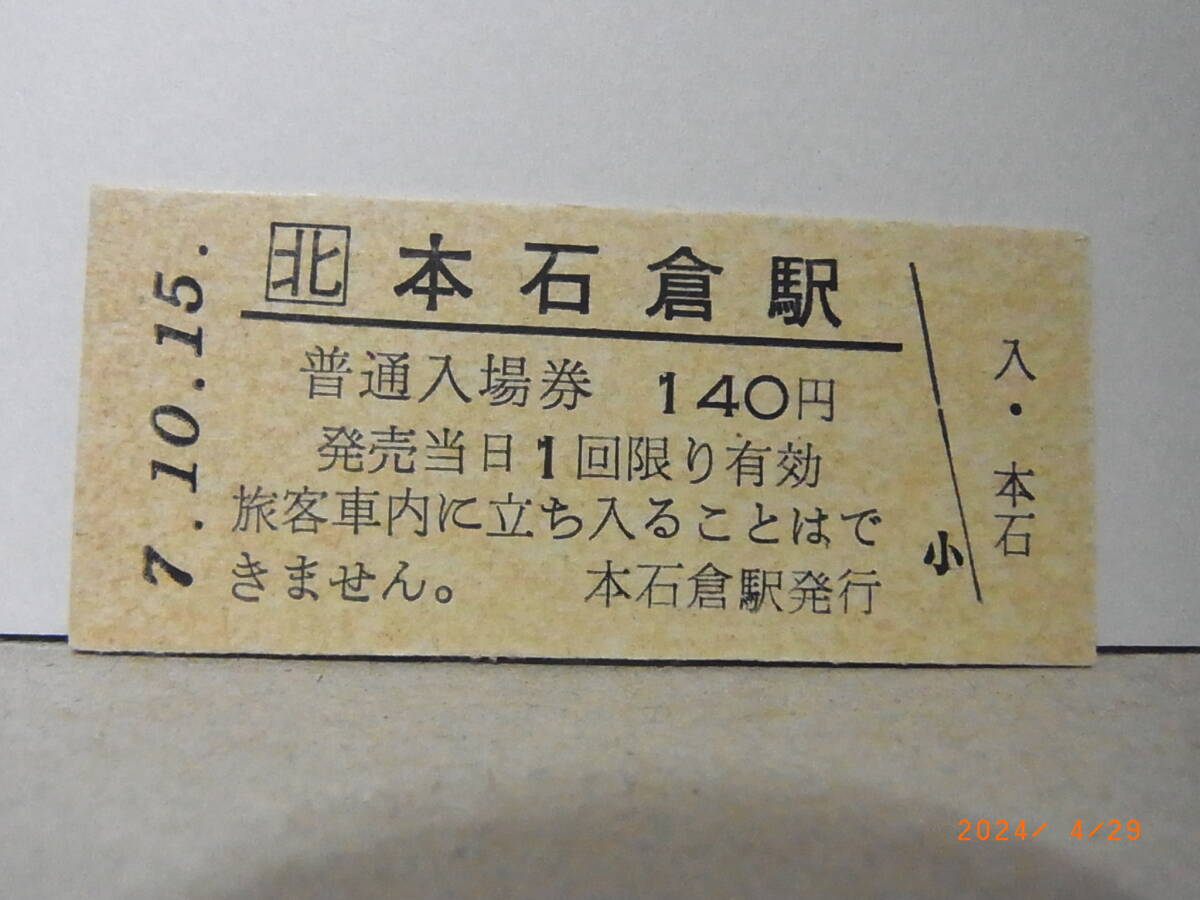 北 本石倉駅
普通入場券 140円
発売当日1回限り有効
旅客車内に立ち入ることはで
きません。 本石倉駅発行
7.10.15.
小
入・本石
2024/ 4/29